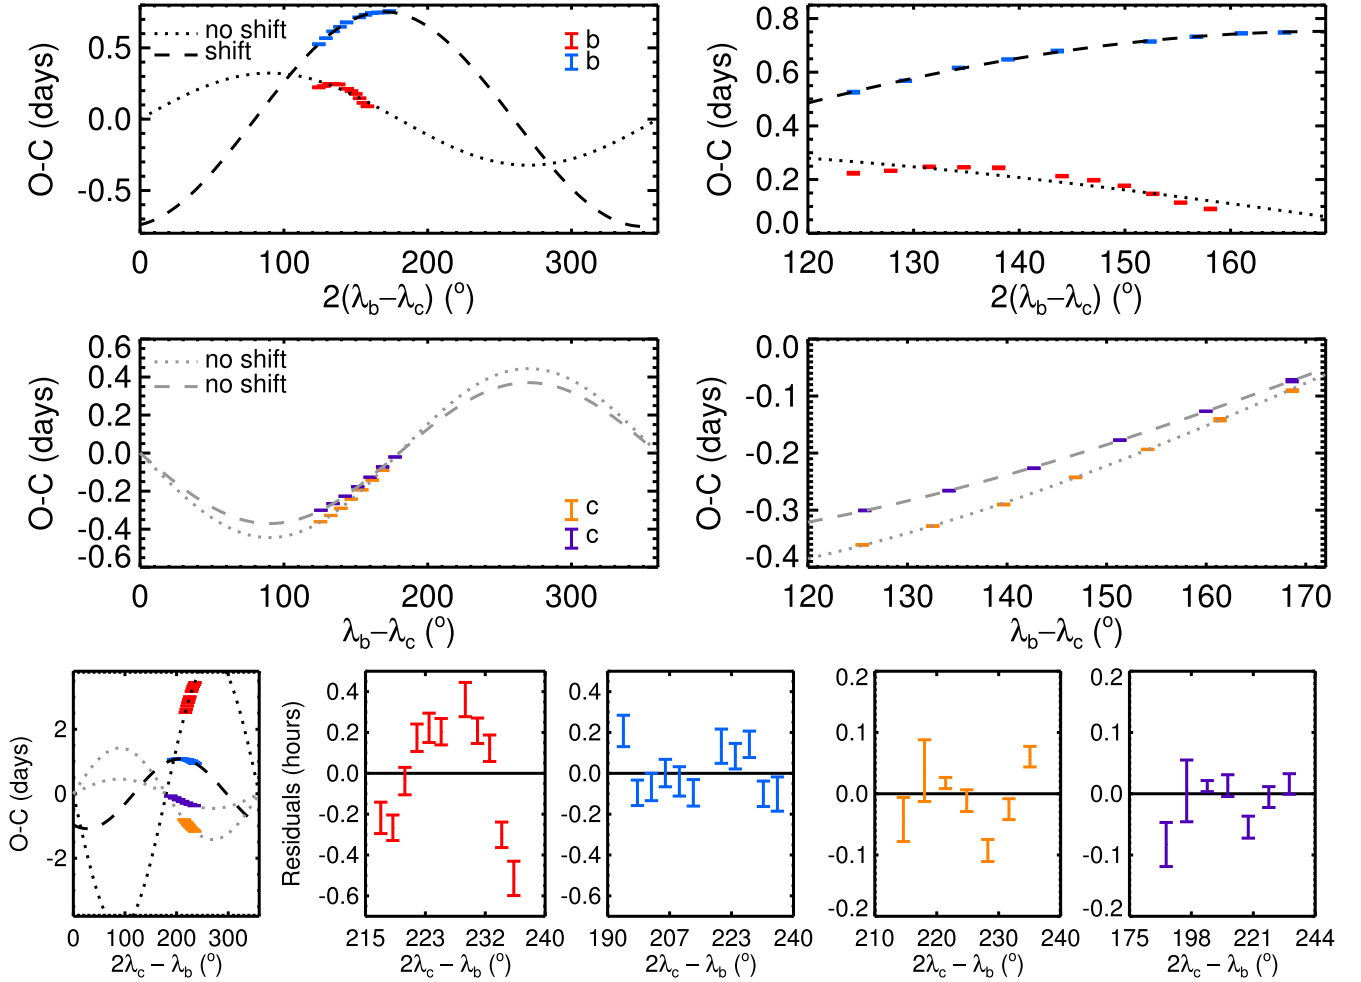 O-C (days)
0.5
0.0
-0.5
no shift
shift
b
b
0 100 200 300
2(λb−λc) (o)
O-C (days)
0.8
0.6
0.4
0.2
0.0
120 130 140 150 160
2(λb−λc) (o)
O-C (days)
0.6
0.4
0.2
0.0
-0.2
-0.4
-0.6
no shift
no shift
c
c
0 100 200 300
λb−λc (o)
O-C (days)
0.0
-0.1
-0.2
-0.3
-0.4
120 130 140 150 160 170
λb−λc (o)
O-C (days)
2
0
-2
0 100 200 300
2λc − λb (o)
Residuals (hours)
0.4
0.2
0.0
-0.2
-0.4
-0.6
215 223 232 240
2λc − λb (o)
0.4
0.2
0.0
-0.2
-0.4
-0.6
190 207 223 240
2λc − λb (o)
0.2
0.1
0.0
-0.1
-0.2
210 220 230 240
2λc − λb (o)
0.2
0.1
0.0
-0.1
-0.2
175 198 221 244
2λc − λb (o)